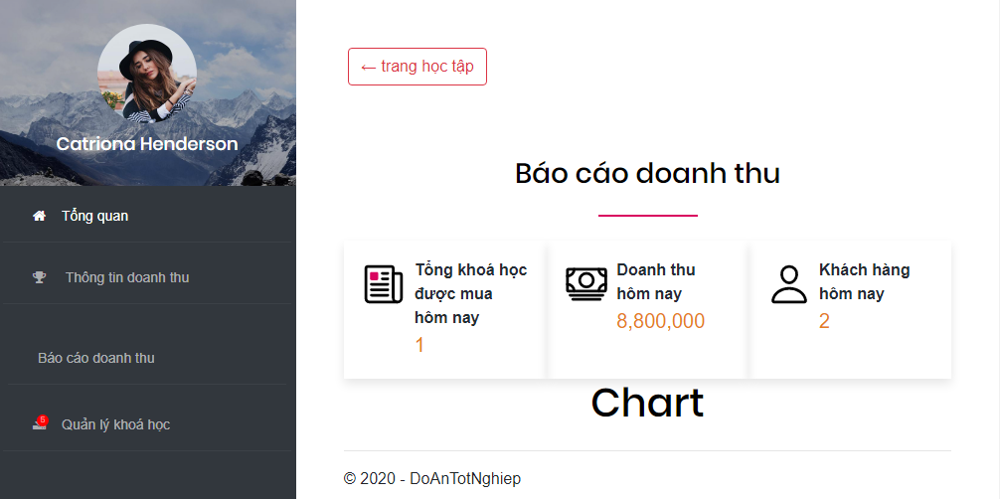 Catriona Henderson
Tổng quan
Thông tin doanh thu
Báo cáo doanh thu
5
Quản lý khoá học
← trang học tập
Báo cáo doanh thu
Tổng khoá học
được mua
hôm nay
1
Doanh thu
hôm nay
8,800,000
Khách hàng
hôm nay
2
Chart
© 2020 - DoAnTotNghiep